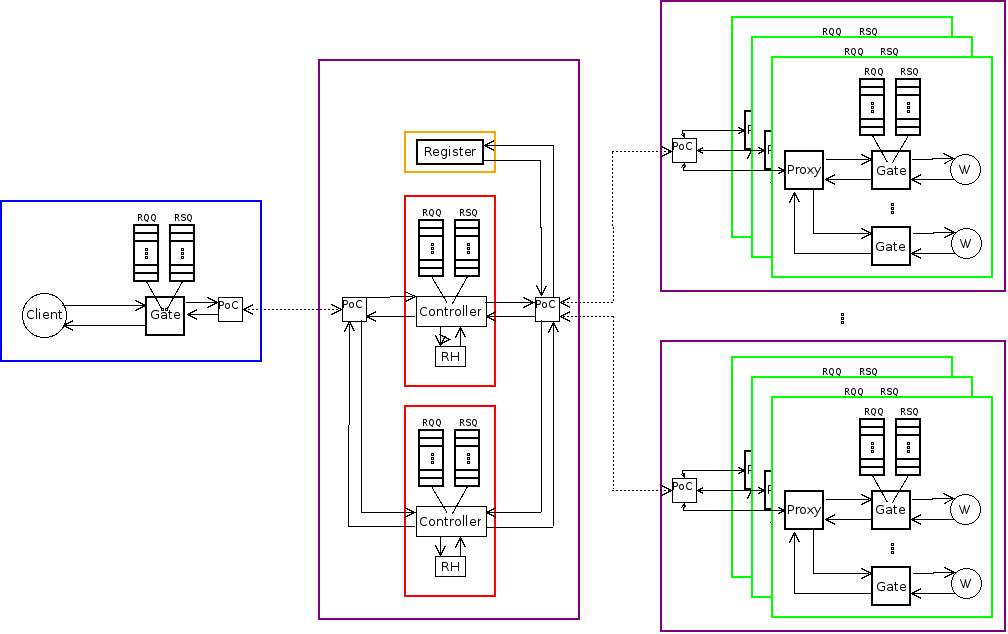 RQQ RSQ
Client
Gate
PoC
Register
RQQ RSQ
PoC
Controller
PoC
RH
RQQ RSQ
Controller
RH
RQQ RSQ
RQQ RSQ
RQQ RSQ
PoC
P
P
Proxy
Gate
W
Gate
W
RQQ RSQ
RQQ RSQ
RQQ RSQ
PoC
P
P
Proxy
Gate
W
Gate
W